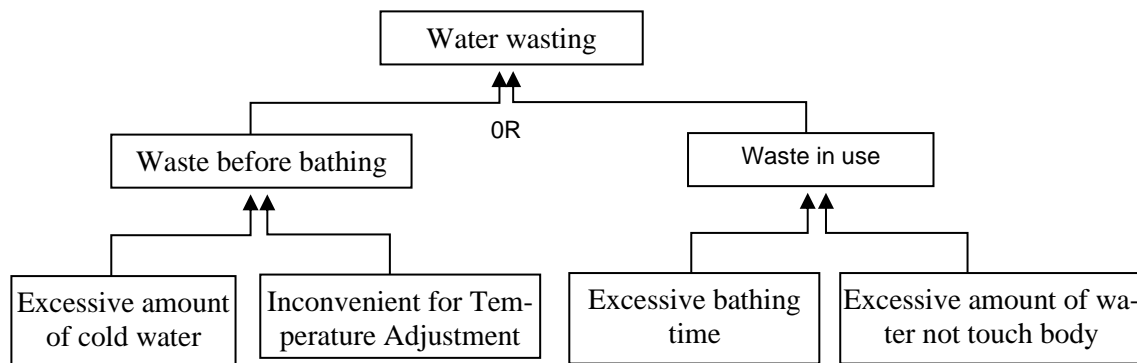 Water wasting
0R
Waste before bathing
Waste in use
Excessive amount
of cold water
Inconvenient for Tem-
perature Adjustment
Excessive bathing
time
Excessive amount of wa-
ter not touch body